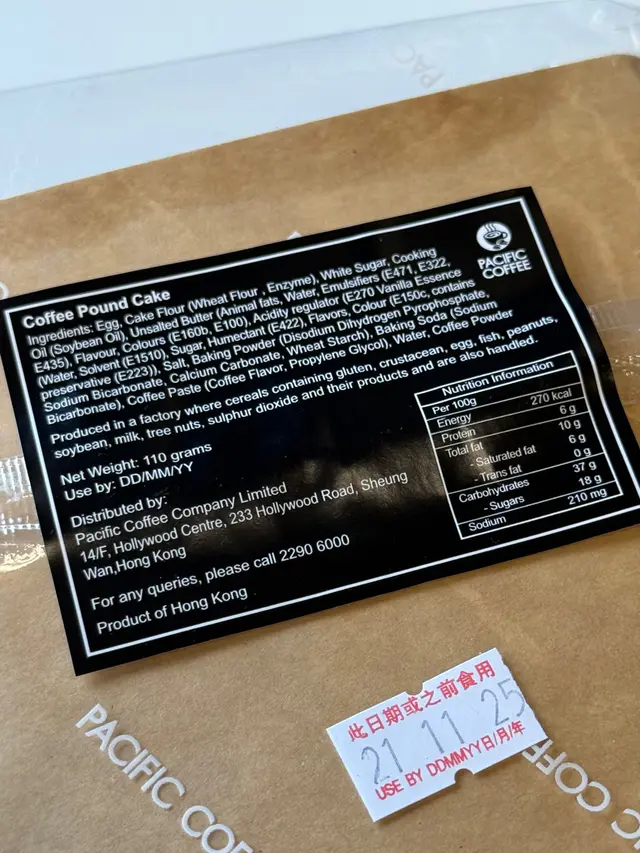 PACIFIC
COFFEE
Coffee Pound Cake
Ingredients: Egg, Cake Flour (Wheat Flour , Enzyme), White Sugar, Cooking
Oil (Soybean Oil), Unsalted Butter (Animal fats, Water, Emulsifiers (E471, E322,
E435), Flavour, Colours (E160b, E100), Acidity regulator (E270 Vanilla Essence
(Water, Solvent (E1510), Sugar, Humectant (E422), Flavors, Colour (E150c, contains
preservative (E223)), Salt, Baking Powder (Disodium Dihydrogen Pyrophosphate,
Sodium Bicarbonate, Calcium Carbonate, Wheat Starch), Baking Soda (Sodium
Bicarbonate), Coffee Paste (Coffee Flavor, Propylene Glycol), Water, Coffee Powder
Produced in a factory where cereals containing gluten, crustacean, egg, fish, peanuts,
soybean, milk, tree nuts, sulphur dioxide and their products and are also handled.
Net Weight: 110 grams
Use by: DD/MM/YY
Distributed by:
Pacific Coffee Company Limited
14/F, Hollywood Centre, 233 Hollywood Road, Sheung
Wan,Hong Kong
For any queries, please call 2290 6000
Product of Hong Kong
Nutrition Information
Per 100g
Energy 270 kcal
Protein 6 g
Total fat 10 g
- Saturated fat 6 g
- Trans fat 0 g
Carbohydrates 37 g
- Sugars 18 g
Sodium 210 mg
此日期或之前食用
21 11 25
USE BY DDMMYY日/月/年
PACIFIC COF
COFF
PAC